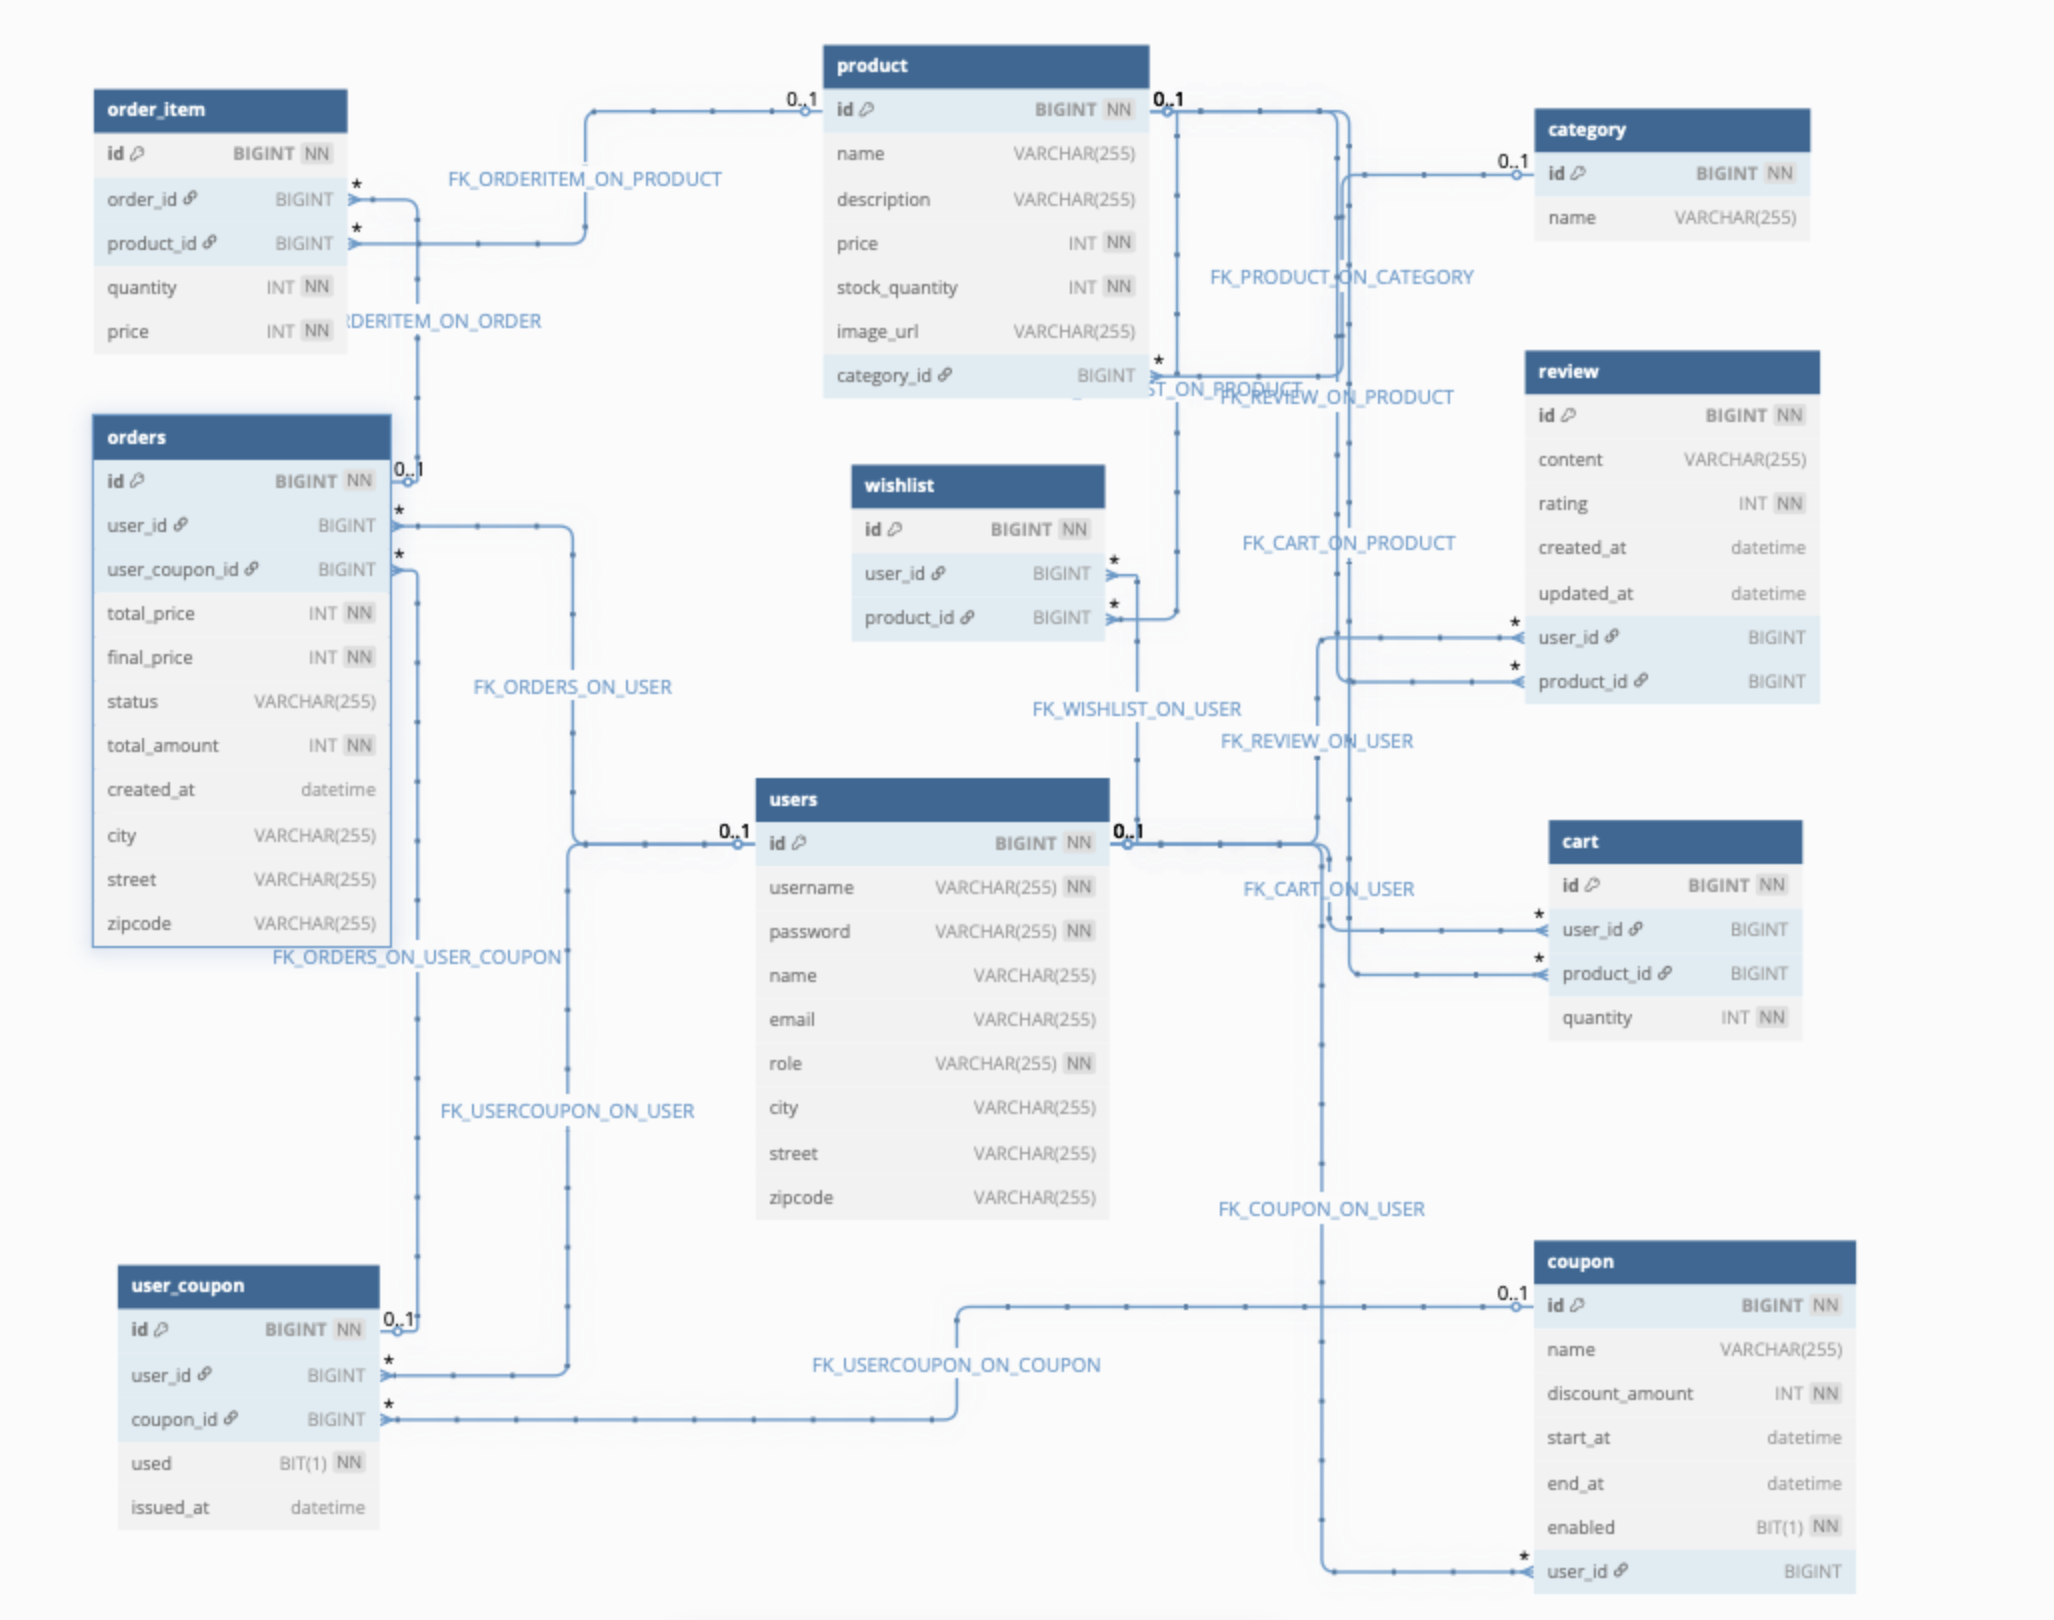 order_item
id BIGINT NN
order_id BIGINT
product_id BIGINT
quantity INT NN
price INT NN
*
*
FK_ORDERITEM_ON_PRODUCT
RDERITEM_ON_ORDER
0..1
product
id BIGINT NN
name VARCHAR(255)
description VARCHAR(255)
price INT NN
stock_quantity INT NN
image_url VARCHAR(255)
category_id BIGINT
0..1
*
FK_PRODUCT_ON_CATEGORY
ST_ON_PRODUCT
FK_REVIEW_ON_PRODUCT
0..1
category
id BIGINT NN
name VARCHAR(255)
orders
id BIGINT NN
user_id BIGINT
user_coupon_id BIGINT
total_price INT NN
final_price INT NN
status VARCHAR(255)
total_amount INT NN
created_at datetime
city VARCHAR(255)
street VARCHAR(255)
zipcode VARCHAR(255)
0..1
*
*
FK_ORDERS_ON_USER
FK_ORDERS_ON_USER_COUPON
wishlist
id BIGINT NN
user_id BIGINT
product_id BIGINT
*
*
FK_WISHLIST_ON_USER
FK_CART_ON_PRODUCT
FK_REVIEW_ON_USER
review
id BIGINT NN
content VARCHAR(255)
rating INT NN
created_at datetime
updated_at datetime
user_id BIGINT
product_id BIGINT
*
*
0..1
users
id BIGINT NN
username VARCHAR(255) NN
password VARCHAR(255) NN
name VARCHAR(255)
email VARCHAR(255)
role VARCHAR(255) NN
city VARCHAR(255)
street VARCHAR(255)
zipcode VARCHAR(255)
0..1
FK_CART_ON_USER
cart
id BIGINT NN
user_id BIGINT
product_id BIGINT
quantity INT NN
*
*
FK_USERCOUPON_ON_USER
FK_COUPON_ON_USER
user_coupon
id BIGINT NN
user_id BIGINT
coupon_id BIGINT
used BIT(1) NN
issued_at datetime
0..1
*
*
FK_USERCOUPON_ON_COUPON
0..1
coupon
id BIGINT NN
name VARCHAR(255)
discount_amount INT NN
start_at datetime
end_at datetime
enabled BIT(1) NN
user_id BIGINT
*